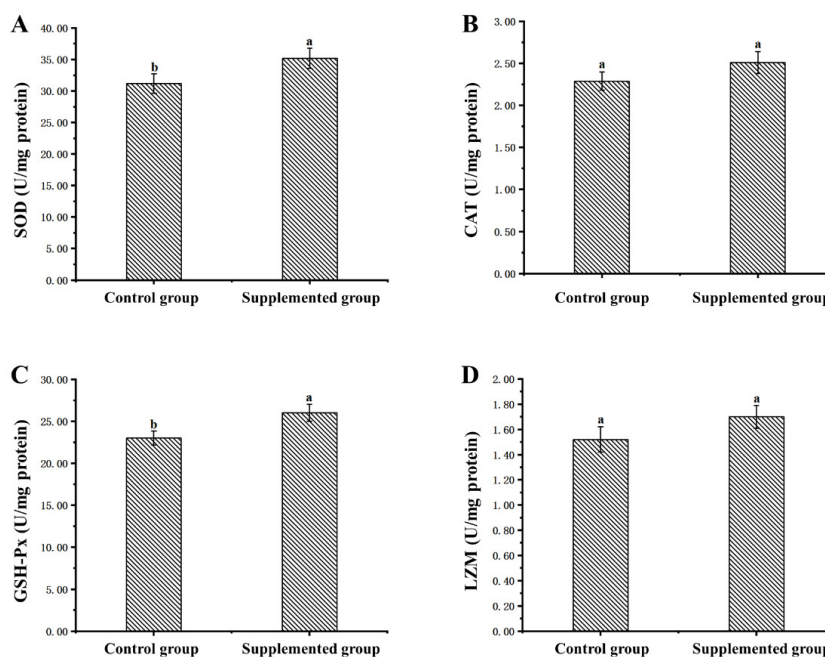 A
SOD (U/mg protein)
40.00
35.00
30.00
25.00
20.00
15.00
10.00
5.00
0.00
b
a
Control group
Supplemented group
B
CAT (U/mg protein)
3.00
2.50
2.00
1.50
1.00
0.50
0.00
a
a
Control group
Supplemented group
C
GSH-Px (U/mg protein)
30.00
25.00
20.00
15.00
10.00
5.00
0.00
b
a
Control group
Supplemented group
D
LZM (U/mg protein)
2.00
1.80
1.60
1.40
1.20
1.00
0.80
0.60
0.40
0.20
0.00
a
a
Control group
Supplemented group